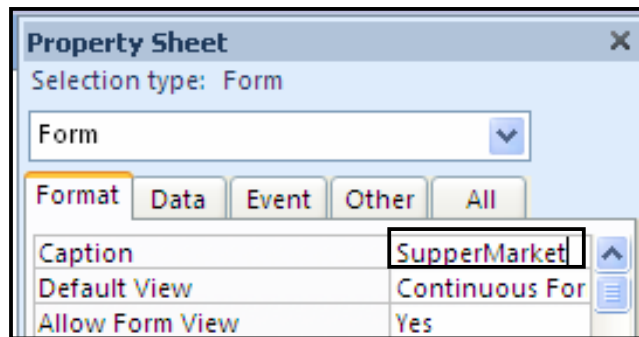 Property Sheet
Selection type: Form
Form
Format Data Event Other All
Caption SupperMarket
Default View Continuous For
Allow Form View Yes